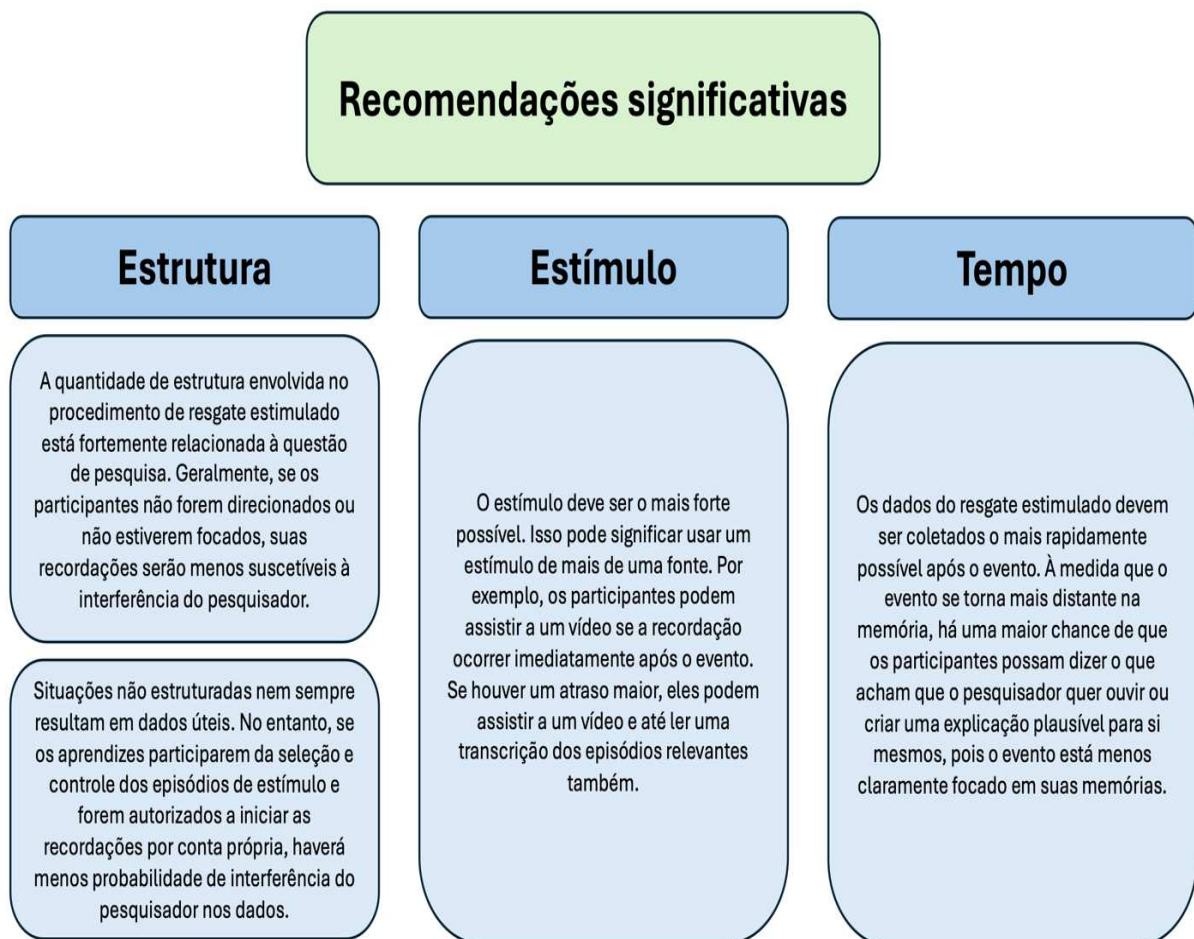 Recomendações significativas
Estrutura
A quantidade de estrutura envolvida no
procedimento de resgate estimulado
está fortemente relacionada à questão
de pesquisa. Geralmente, se os
participantes não forem direcionados ou
não estiverem focados, suas
recordações serão menos suscetíveis à
interferência do pesquisador.
Situações não estruturadas nem sempre
resultam em dados úteis. No entanto, se
os aprendizes participarem da seleção e
controle dos episódios de estímulo e
forem autorizados a iniciar as
recordações por conta própria, haverá
menos probabilidade de interferência do
pesquisador nos dados.
Estímulo
O estímulo deve ser o mais forte
possível. Isso pode significar usar um
estímulo de mais de uma fonte. Por
exemplo, os participantes podem
assistir a um vídeo se a recordação
ocorrer imediatamente após o evento.
Se houver um atraso maior, eles podem
assistir a um vídeo e até ler uma
transcrição dos episódios relevantes
também.
Tempo
Os dados do resgate estimulado devem
ser coletados o mais rapidamente
possível após o evento. À medida que o
evento se torna mais distante na
memória, há uma maior chance de que
os participantes possam dizer o que
acham que o pesquisador quer ouvir ou
criar uma explicação plausível para si
mesmos, pois o evento está menos
claramente focado em suas memórias.